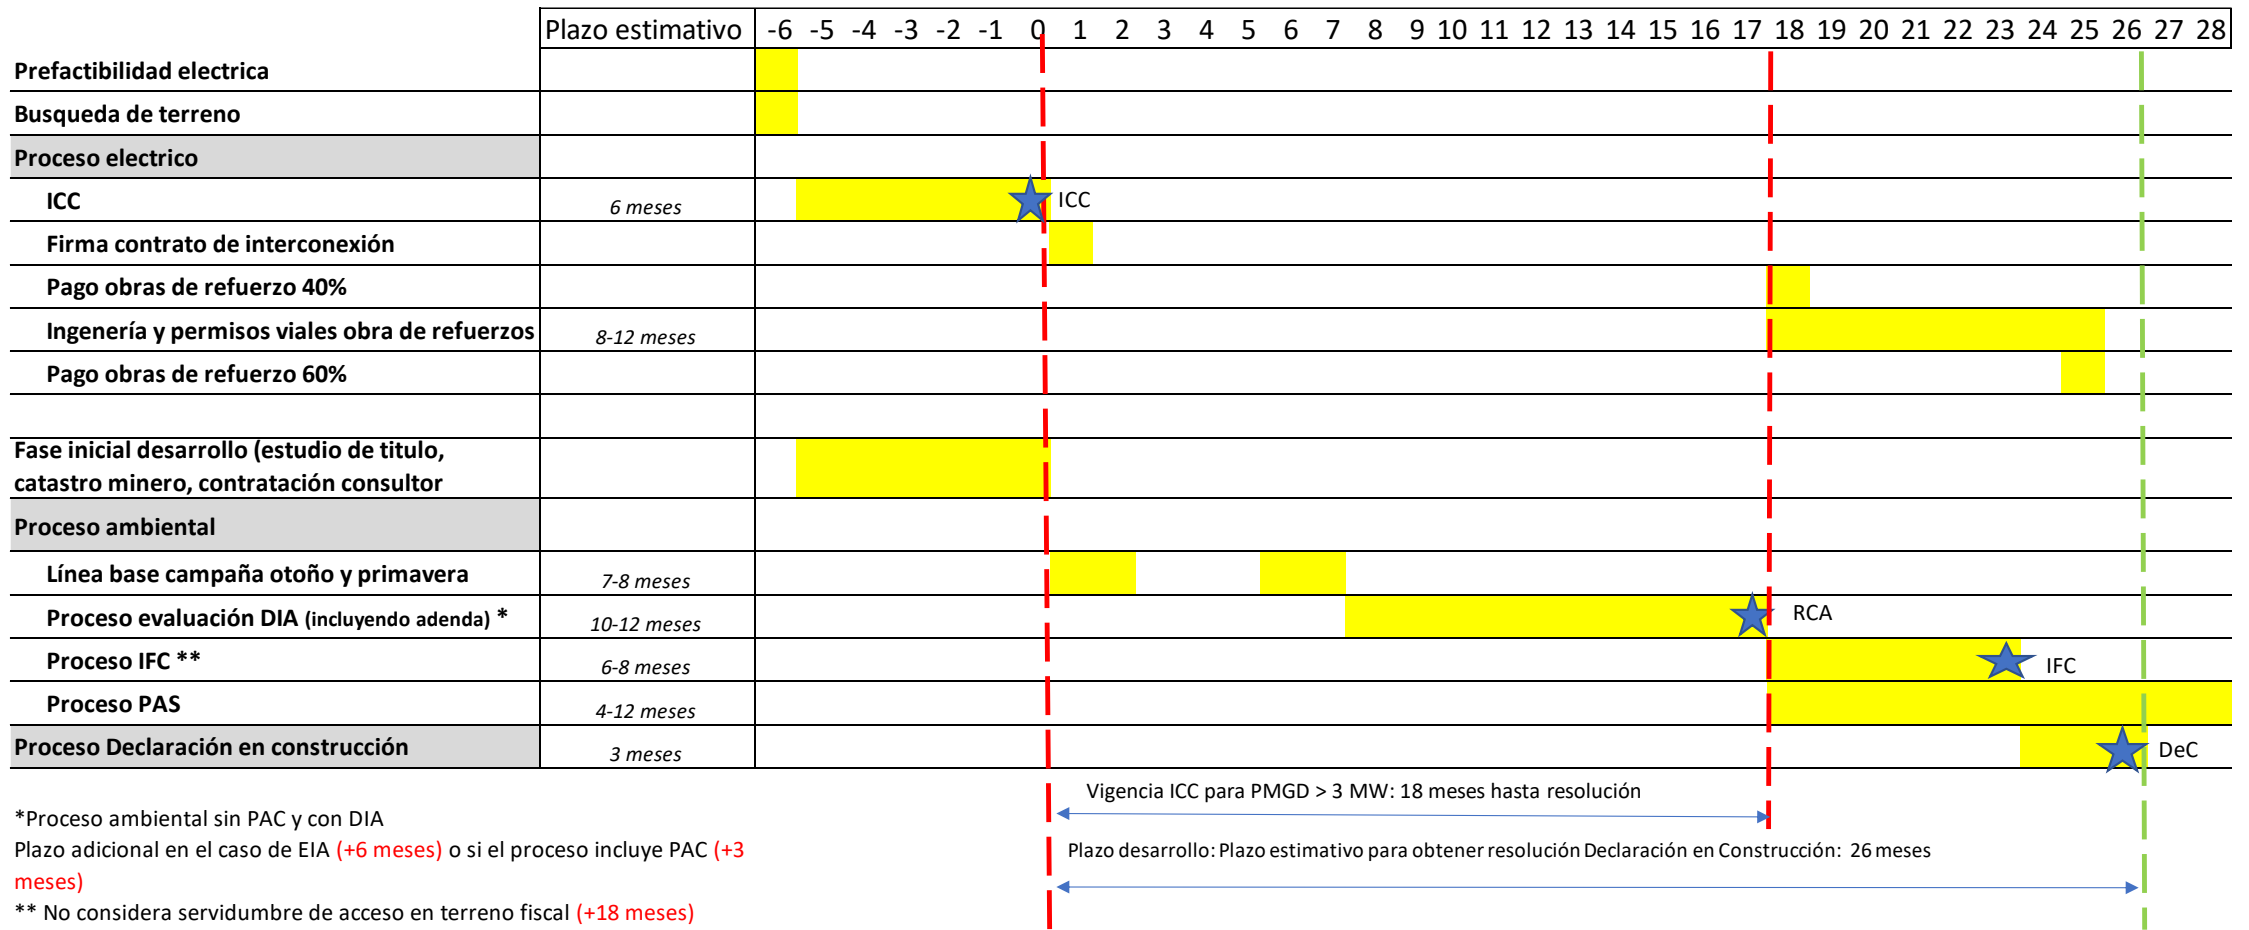 Plazo estimativo -6 -5 -4 -3 -2 -1 0 1 2 3 4 5 6 7 8 9 10 11 12 13 14 15 16 17 18 19 20 21 22 23 24 25 26 27 28
Prefactibilidad electrica
Busqueda de terreno
Proceso electrico
ICC 6 meses ICC
Firma contrato de interconexión
Pago obras de refuerzo 40%
Ingenería y permisos viales obra de refuerzos 8-12 meses
Pago obras de refuerzo 60%
Fase inicial desarrollo (estudio de titulo,
catastro minero, contratación consultor
Proceso ambiental
Línea base campaña otoño y primavera 7-8 meses
Proceso evaluación DIA (incluyendo adenda) * 10-12 meses RCA
Proceso IFC ** 6-8 meses IFC
Proceso PAS 4-12 meses
Proceso Declaración en construcción 3 meses DeC
Vigencia ICC para PMGD > 3 MW: 18 meses hasta resolución
*Proceso ambiental sin PAC y con DIA
Plazo adicional en el caso de EIA (+6 meses) o si el proceso incluye PAC (+3
meses)
Plazo desarrollo: Plazo estimativo para obtener resolución Declaración en Construcción: 26 meses
** No considera servidumbre de acceso en terreno fiscal (+18 meses)